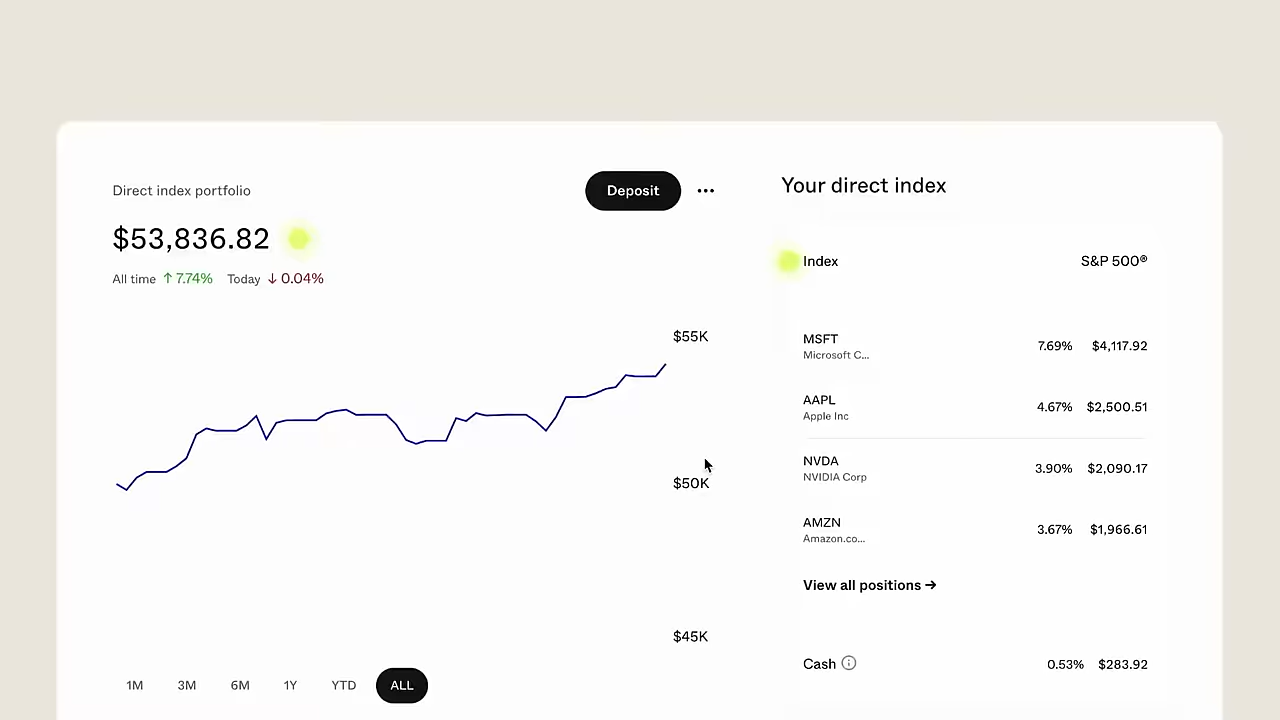 Direct index portfolio
Deposit
$53,836.82
All time ↑ 7.74% Today ↓ 0.04%
$55K
$50K
$45K
1M 3M 6M 1Y YTD ALL
Your direct index
Index S&P 500®
MSFT
Microsoft C...
7.69% $4,117.92
AAPL
Apple Inc
4.67% $2,500.51
NVDA
NVIDIA Corp
3.90% $2,090.17
AMZN
Amazon.co...
3.67% $1,966.61
View all positions →
Cash 0.53% $283.92